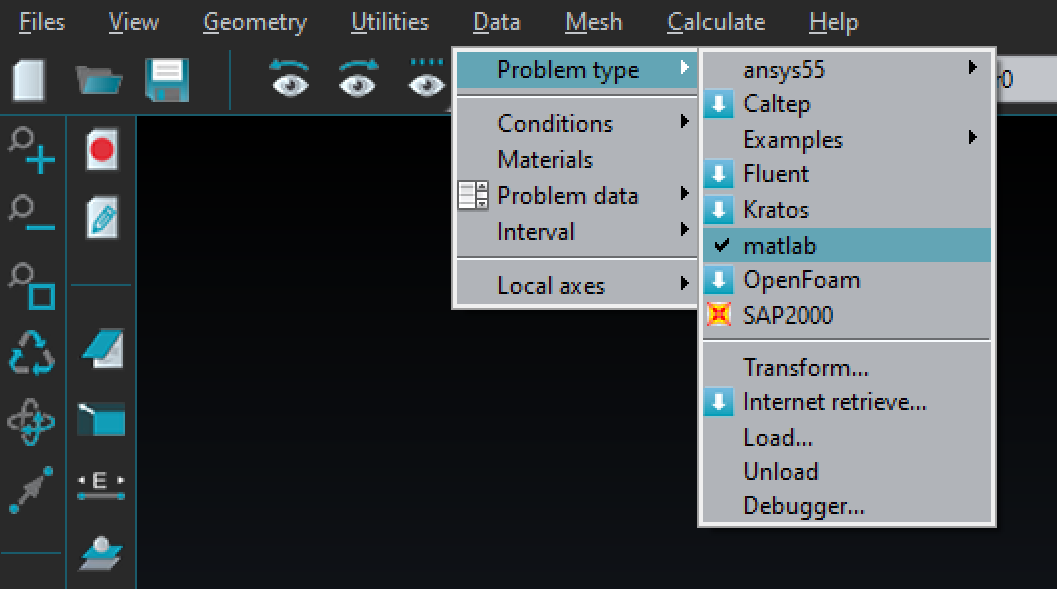 Files View Geometry Utilities Data Mesh Calculate Help
r0
Problem type
Conditions
Materials
Problem data
Interval
Local axes
ansys55
Caltep
Examples
Fluent
Kratos
matlab
OpenFoam
SAP2000
Transform...
Internet retrieve...
Load...
Unload
Debugger...
E